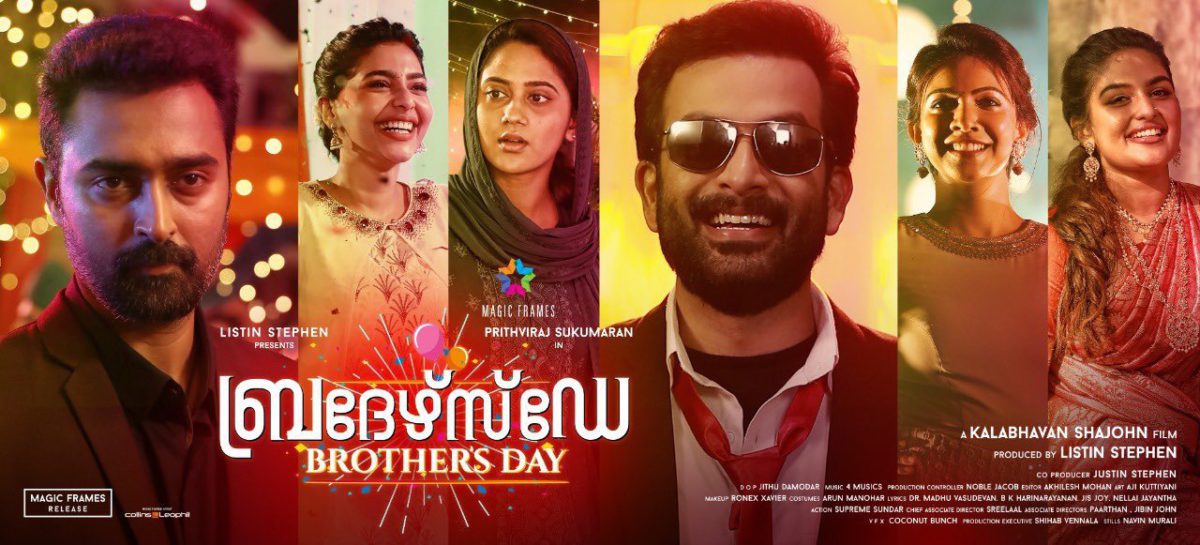 MAGIC FRAMES
LISTIN STEPHEN
PRESENTS
PRITHVIRAJ SUKUMARAN
IN
ബ്രദേഴ്സ്ഡേ
BROTHER'S DAY
A KALABHAVAN SHAJOHN FILM
PRODUCED BY LISTIN STEPHEN
CO PRODUCER JUSTIN STEPHEN
D O P JITHU DAMODAR MUSIC 4 MUSICS PRODUCTION CONTROLLER NOBLE JACOB EDITOR AKHILESH MOHAN ART AJI KUTTIYANI
MAKEUP RONEX XAVIER COSTUMES ARUN MANOHAR LYRICS DR. MADHU VASUDEVAN. B K HARINARAYANAN. JIS JOY. NELLAI JAYANTHA
ACTION SUPREME SUNDAR CHIEF ASSOCIATE DIRECTOR SREELAAL ASSOCIATE DIRECTORS PAARTHAN . JIBIN JOHN
V F X COCONUT BUNCH PRODUCTION EXECUTIVE SHIHAB VENNALA STILLS NAVIN MURALI
MAGIC FRAMES
RELEASE
collins Leophil